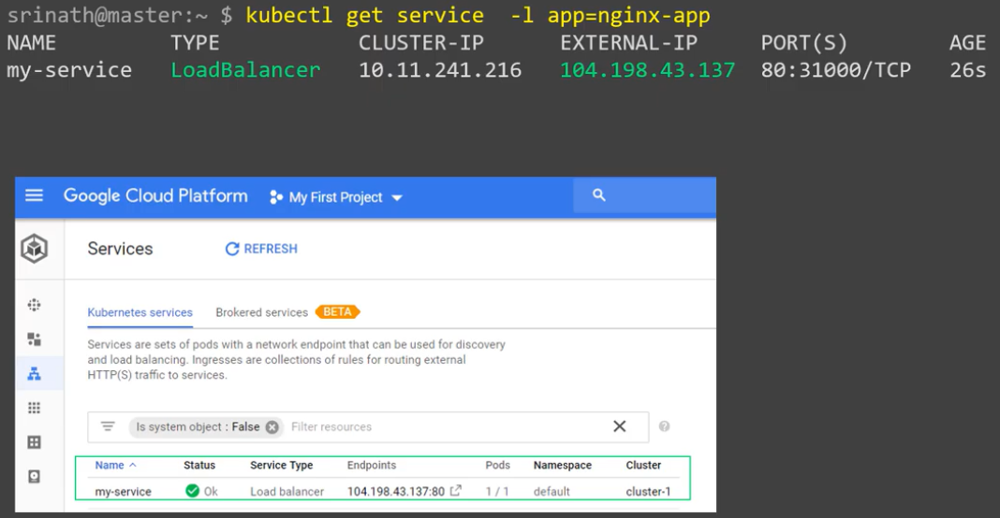 srinath@master:~ $ kubectl get service -l app=nginx-app
NAME TYPE CLUSTER-IP EXTERNAL-IP PORT(S) AGE
my-service LoadBalancer 10.11.241.216 104.198.43.137 80:31000/TCP 26s
Google Cloud Platform My First Project
Services REFRESH
Kubernetes services Brokered services BETA
Services are sets of pods with a network endpoint that can be used for discovery
and load balancing. Ingresses are collections of rules for routing external
HTTP(S) traffic to services.
Is system object : False Filter resources
Name Status Service Type Endpoints Pods Namespace Cluster
my-service Ok Load balancer 104.198.43.137:80 1 / 1 default cluster-1